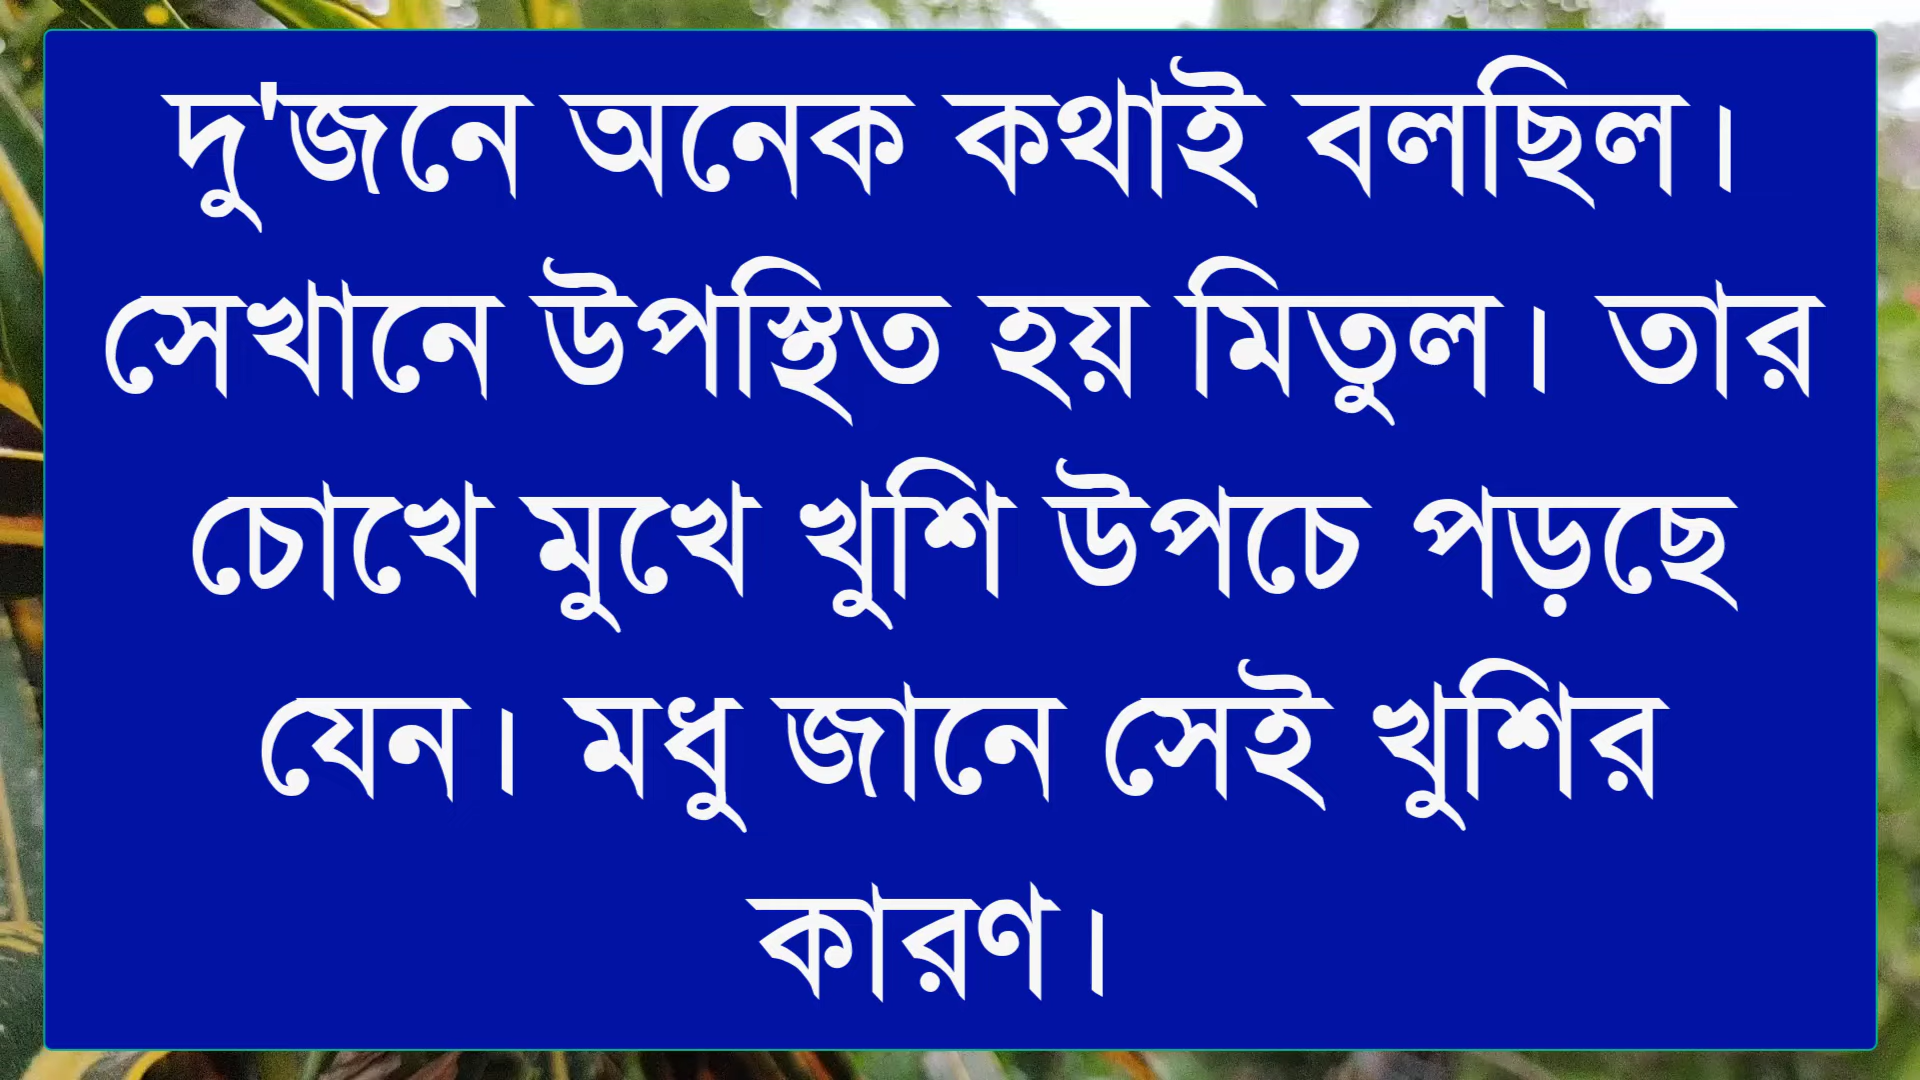 দু'জনে অনেক কথাই বলছিল।
সেখানে উপস্থিত হয় মিতুল। তার
চোখে মুখে খুশি উপচে পড়ছে
যেন। মধু জানে সেই খুশির
কারণ।